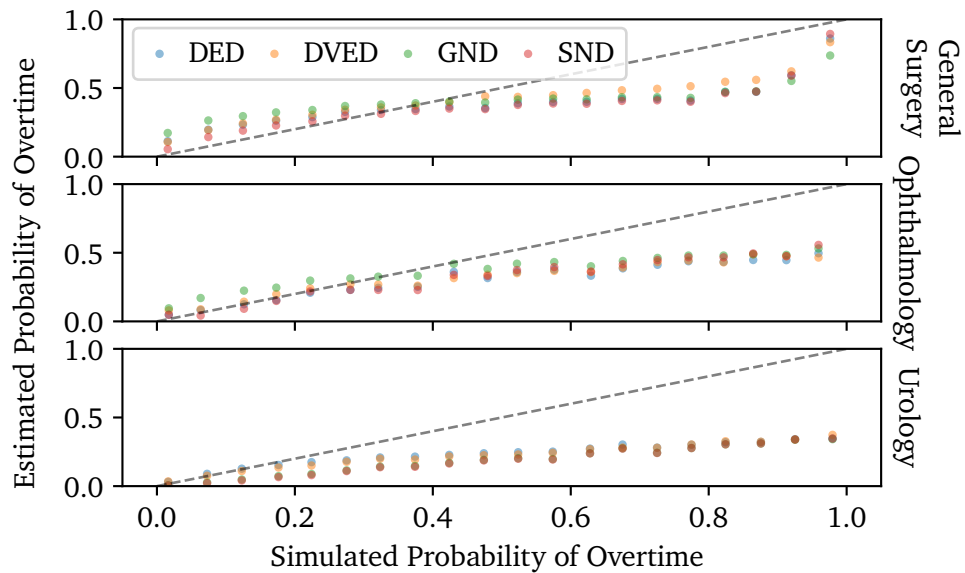 Estimated Probability of Overtime
1.0
0.5
0.0
DED DVED GND SND
General
Surgery
1.0
0.5
0.0
Ophthalmology
1.0
0.5
0.0
Urology
0.0 0.2 0.4 0.6 0.8 1.0
Simulated Probability of Overtime